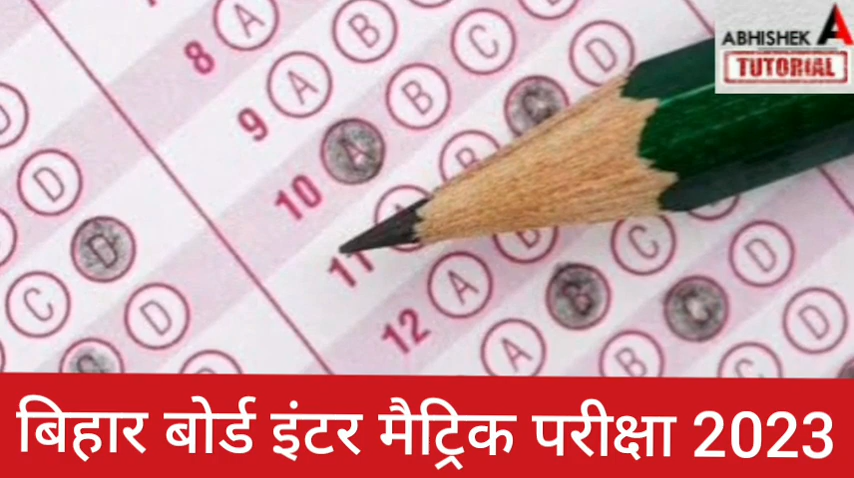 ABHISHEK A
TUTORIAL
8 A B C D
9 A B C
10 A B C
11
12 A B C D
A B C D
D
D
C D
बिहार बोर्ड इंटर मैट्रिक परीक्षा 2023